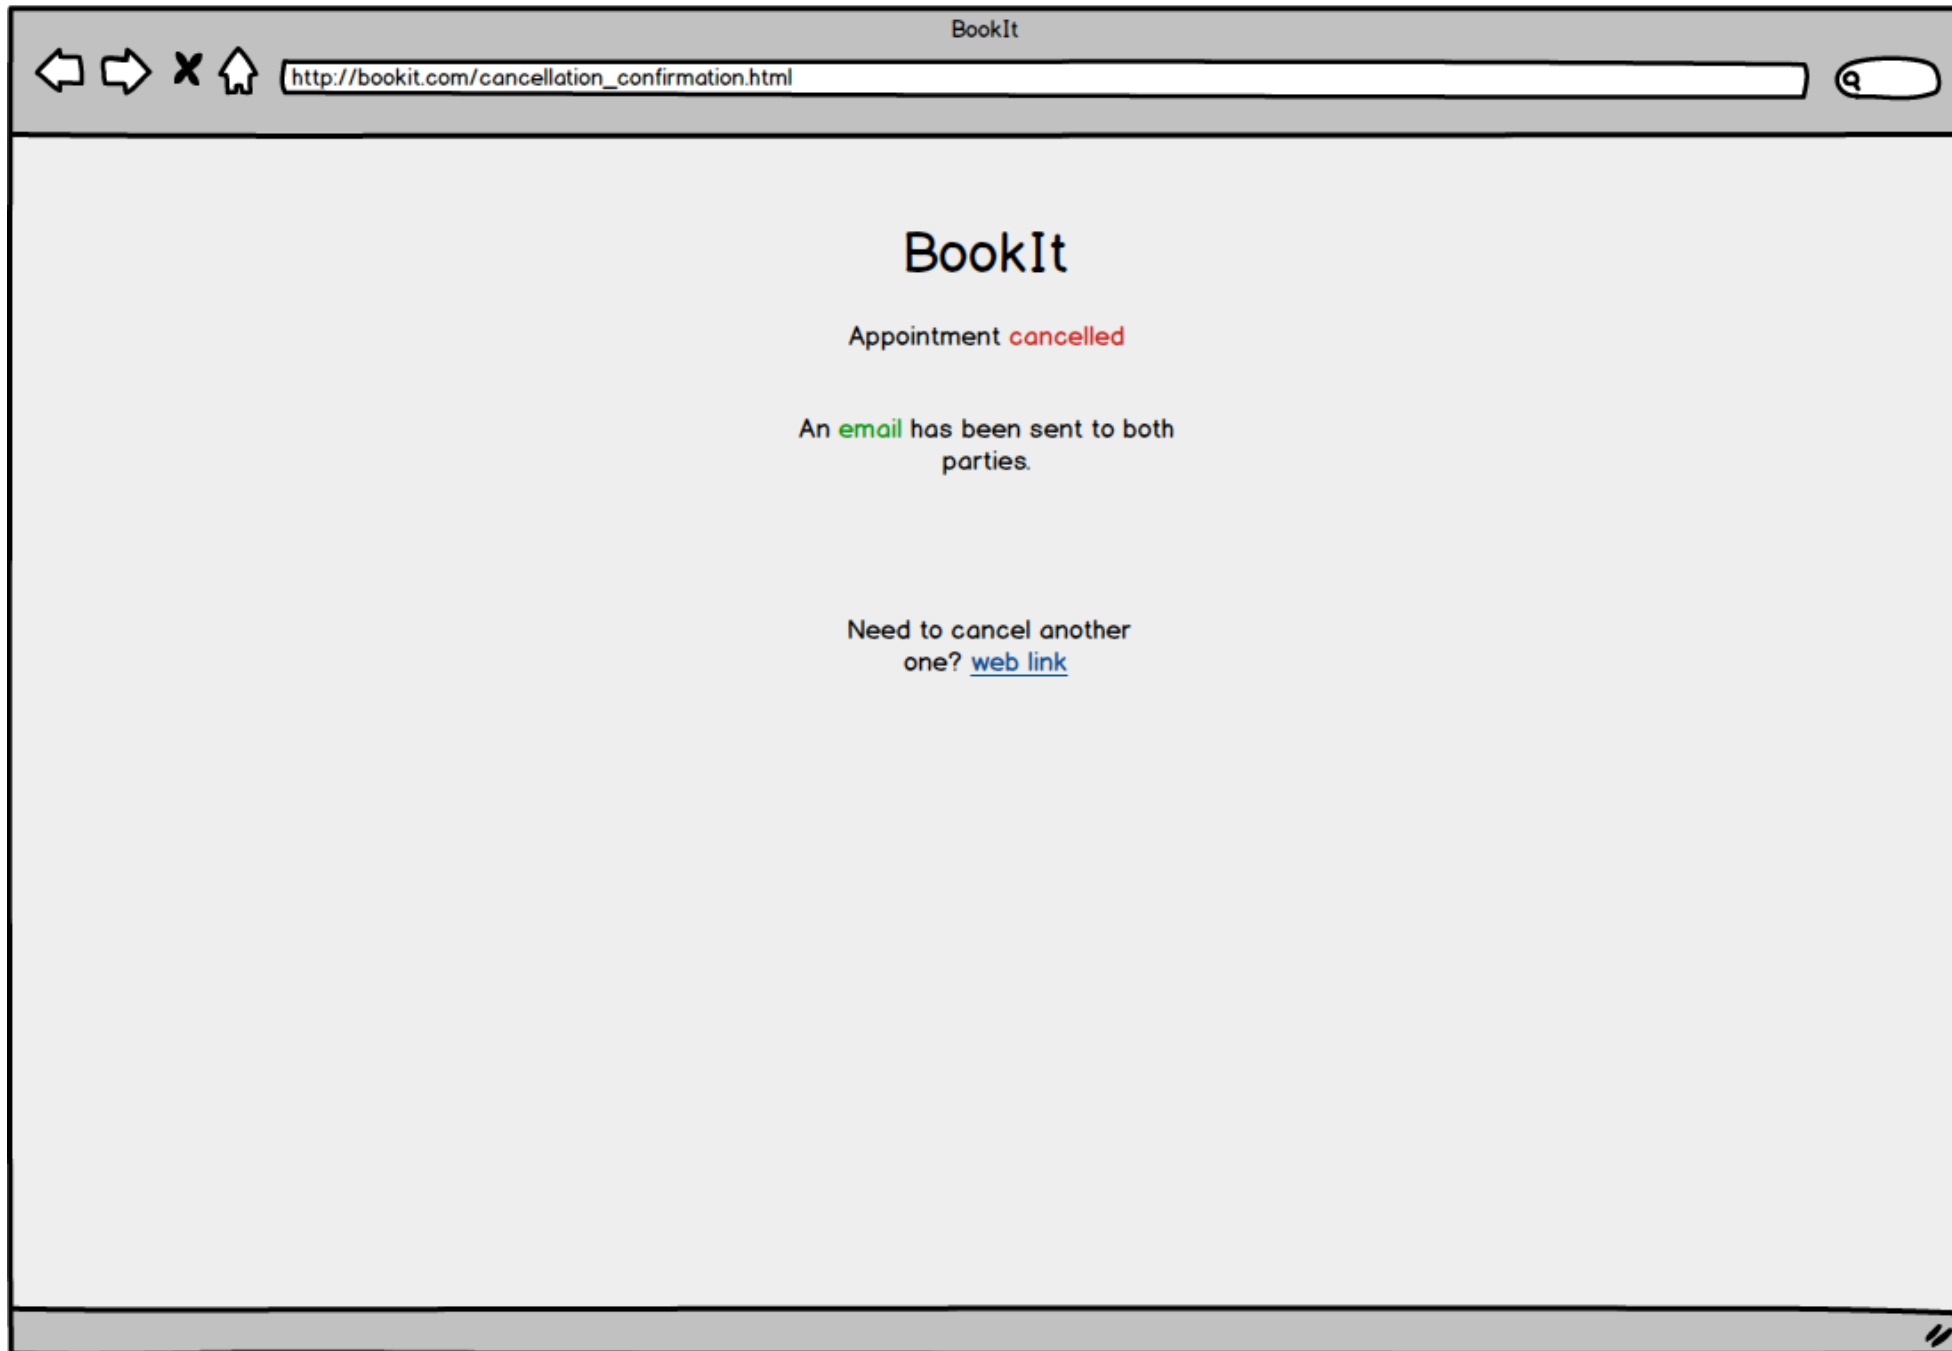 BookIt
http://bookit.com/cancellation_confirmation.html
BookIt
Appointment cancelled
An email has been sent to both
parties.
Need to cancel another
one? web link